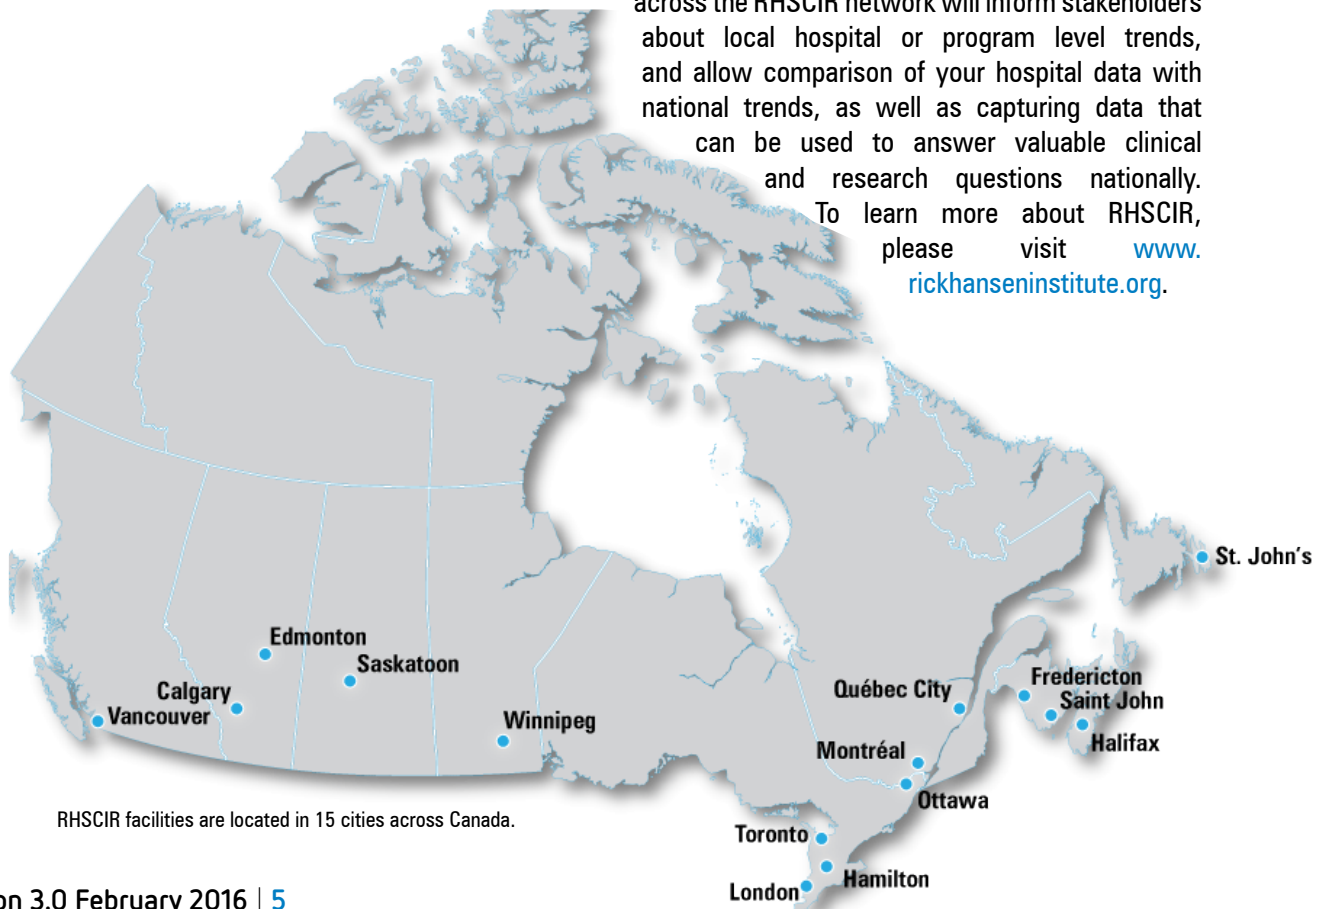 across the RHSCIR network will inform stakeholders
about local hospital or program level trends,
and allow comparison of your hospital data with
national trends, as well as capturing data that
can be used to answer valuable clinical
and research questions nationally.
To learn more about RHSCIR,
please visit www.
rickhanseninstitute.org.
St. John's
Edmonton
Saskatoon
Calgary
Vancouver
Winnipeg
Québec City
Fredericton
Saint John
Halifax
Montréal
Ottawa
Toronto
Hamilton
London
RHSCIR facilities are located in 15 cities across Canada.
on 3.0 February 2016 | 5